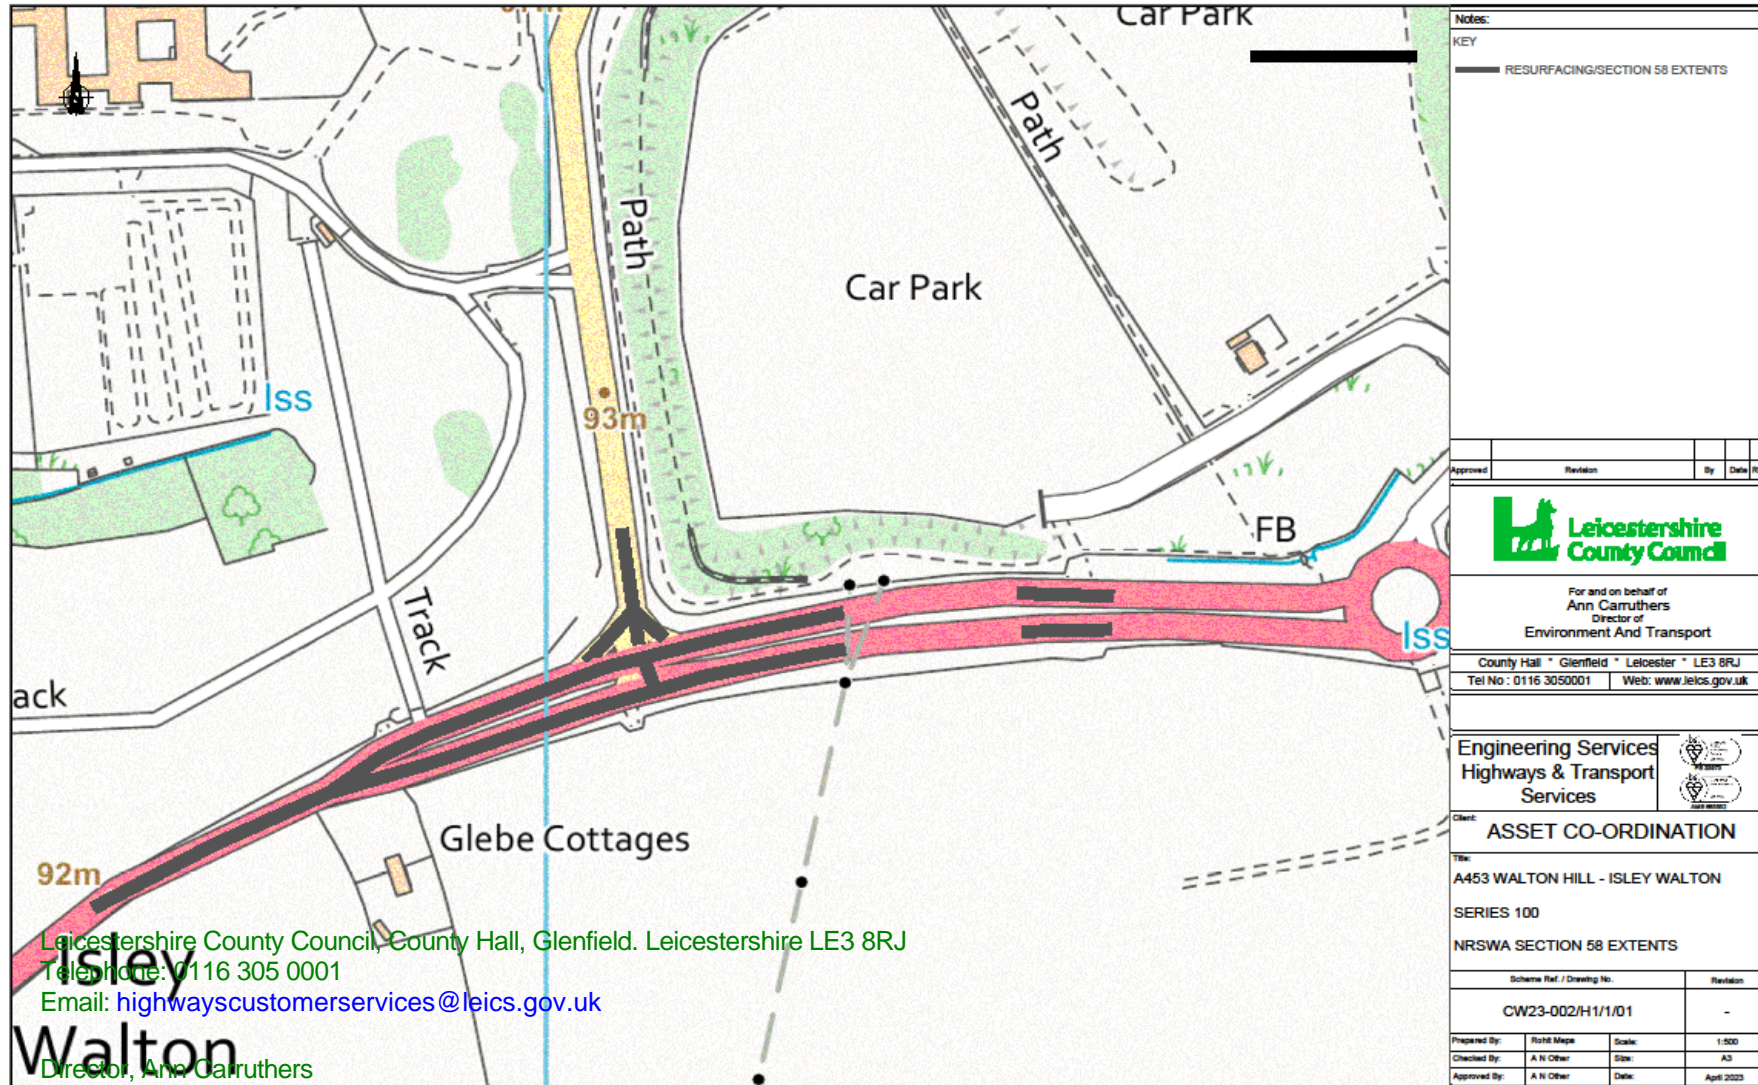 Car Park
Path
Path
Car Park
lss
93m
FB
Track
lss
ack
Glebe Cottages
92m
Isley
Walton
Leicestershire County Council, County Hall, Glenfield. Leicestershire LE3 8RJ
Telephone: 0116 305 0001
Email: highwayscustomerservices@leics.gov.uk
Director, Ann Carruthers
Notes:
KEY
RESURFACING/SECTION 58 EXTENTS
Approved Revision By Date R
Leicestershire
County Council
For and on behalf of
Ann Carruthers
Director of
Environment And Transport
County Hall * Glenfield * Leicester * LE3 8RJ
Tel No : 0116 3050001 Web: www.leics.gov.uk
Engineering Services
Highways & Transport
Services
Client:
ASSET CO-ORDINATION
Title:
A453 WALTON HILL - ISLEY WALTON
SERIES 100
NRSWA SECTION 58 EXTENTS
Scheme Ref. / Drawing No. Revision
CW23-002/H1/1/01 -
Prepared By: Rohit Mepa Scale: 1:500
Checked By: A N Other Size: A3
Approved By: A N Other Date: April 2023